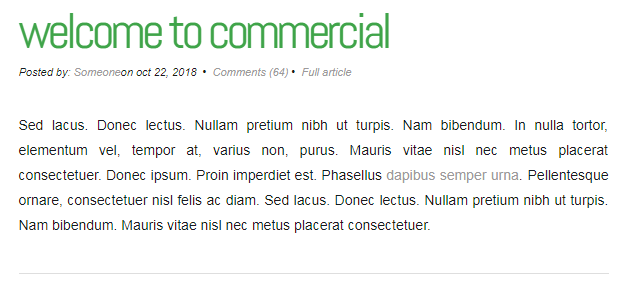 welcome to commercial
Posted by: Someoneon oct 22, 2018 • Comments (64) • Full article
Sed lacus. Donec lectus. Nullam pretium nibh ut turpis. Nam bibendum. In nulla tortor,
elementum vel, tempor at, varius non, purus. Mauris vitae nisl nec metus placerat
consectetuer. Donec ipsum. Proin imperdiet est. Phasellus dapibus semper urna. Pellentesque
ornare, consectetuer nisl felis ac diam. Sed lacus. Donec lectus. Nullam pretium nibh ut turpis.
Nam bibendum. Mauris vitae nisl nec metus placerat consectetuer.